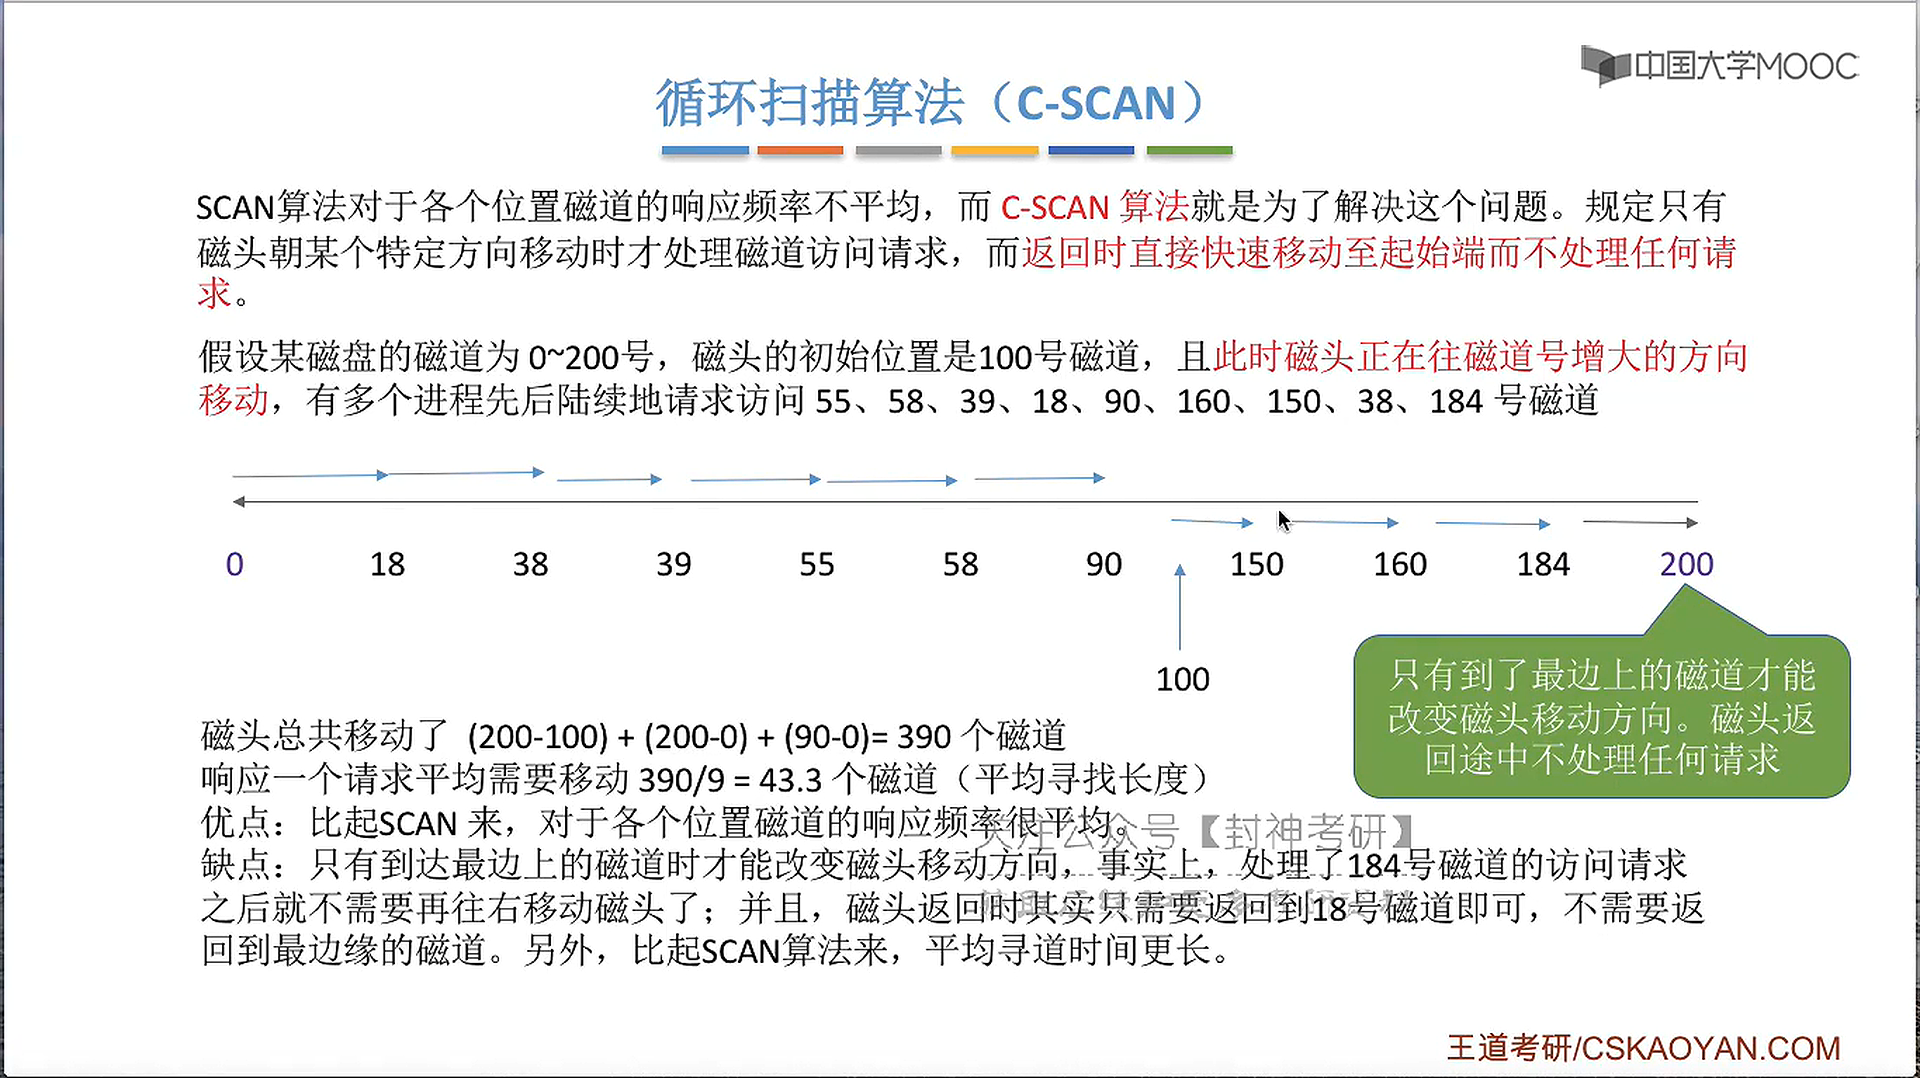 中国大学MOOC
循环扫描算法（C-SCAN）
SCAN算法对于各个位置磁道的响应频率不平均，而 C-SCAN 算法就是为了解决这个问题。规定只有
磁头朝某个特定方向移动时才处理磁道访问请求，而返回时直接快速移动至起始端而不处理任何请
求。
假设某磁盘的磁道为 0~200号，磁头的初始位置是100号磁道，且此时磁头正在往磁道号增大的方向
移动，有多个进程先后陆续地请求访问 55、58、39、18、90、160、150、38、184 号磁道
0 18 38 39 55 58 90 150 160 184 200
100
只有到了最边上的磁道才能
改变磁头移动方向。磁头返
回途中不处理任何请求
磁头总共移动了 (200-100) + (200-0) + (90-0)= 390 个磁道
响应一个请求平均需要移动 390/9 = 43.3 个磁道（平均寻找长度）
优点：比起SCAN 来，对于各个位置磁道的响应频率很平均。
关注公众号【封神考研】
缺点：只有到达最边上的磁道时才能改变磁头移动方向，事实上，处理了184号磁道的访问请求
之后就不需要再往右移动磁头了；并且，磁头返回时其实只需要返回到18号磁道即可，不需要返
回到最边缘的磁道。另外，比起SCAN算法来，平均寻道时间更长。
王道考研/CSKAOYAN.COM